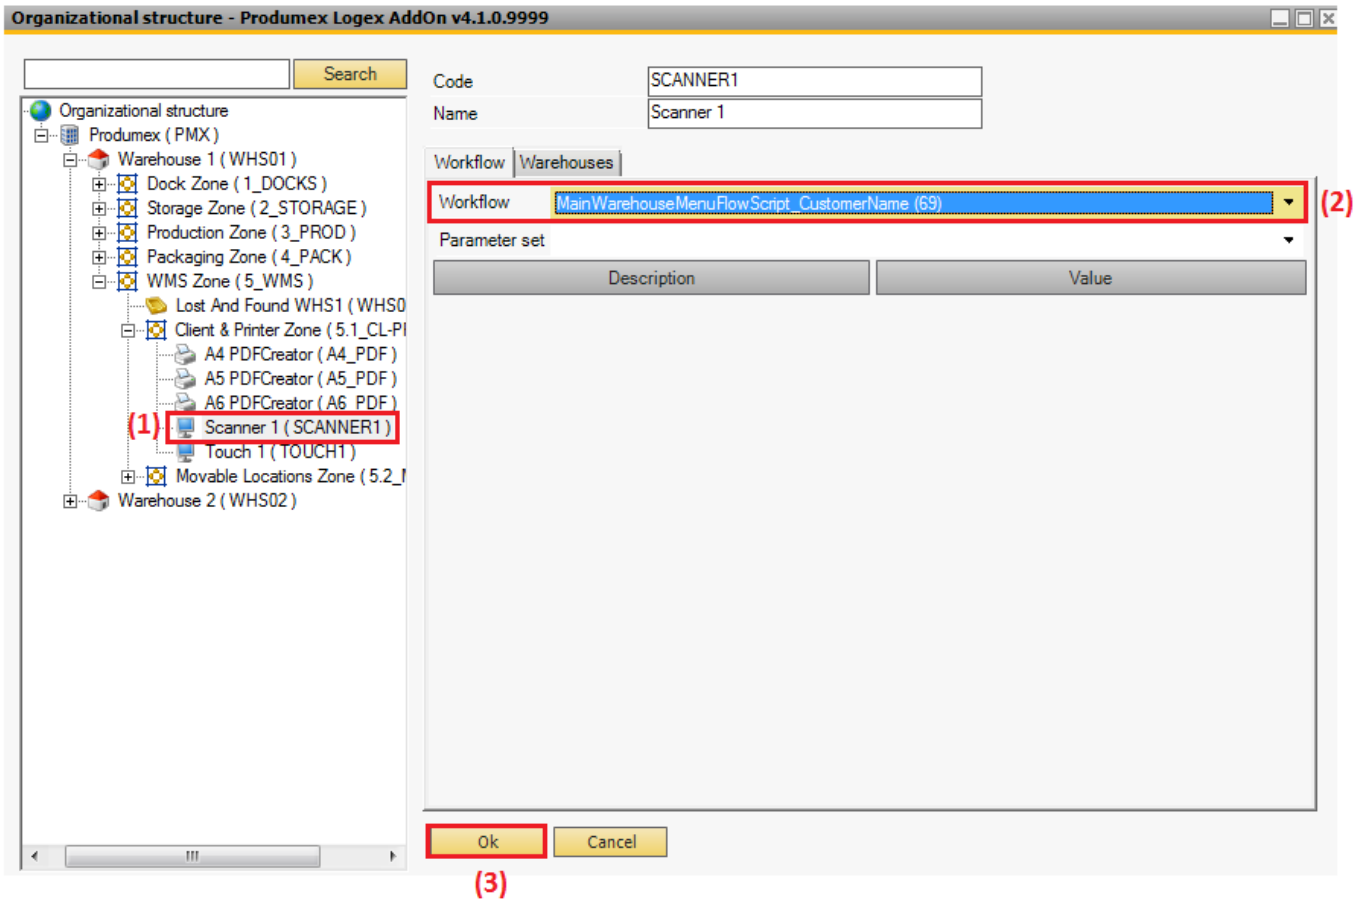 Organizational structure - Produmex Logex AddOn v4.1.0.9999
Search
Organizational structure
Produmex ( PMX )
Warehouse 1 ( WHS01 )
Dock Zone ( 1_DOCKS )
Storage Zone ( 2_STORAGE )
Production Zone ( 3_PROD )
Packaging Zone ( 4_PACK )
WMS Zone ( 5_WMS )
Lost And Found WHS1 ( WHS0
Client & Printer Zone ( 5.1_CL-P
A4 PDFCreator ( A4_PDF )
A5 PDFCreator ( A5_PDF )
A6 PDFCreator ( A6_PDF )
(1) Scanner 1 ( SCANNER1 )
Touch 1 ( TOUCH1 )
Movable Locations Zone ( 5.2_
Warehouse 2 ( WHS02 )
Code SCANNER1
Name Scanner 1
Workflow Warehouses
Workflow MainWarehouseMenuFlowScript_CustomerName (69) (2)
Parameter set
Description Value
Ok Cancel
(3)